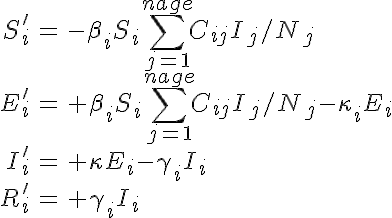 S′_i = −β_i S_i ∑_{j=1}^{nage} C_{ij} I_j / N_j
E′_i = +β_i S_i ∑_{j=1}^{nage} C_{ij} I_j / N_j − κ_i E_i
I′_i = +κE_i − γ_i I_i
R′_i = +γ_i I_i